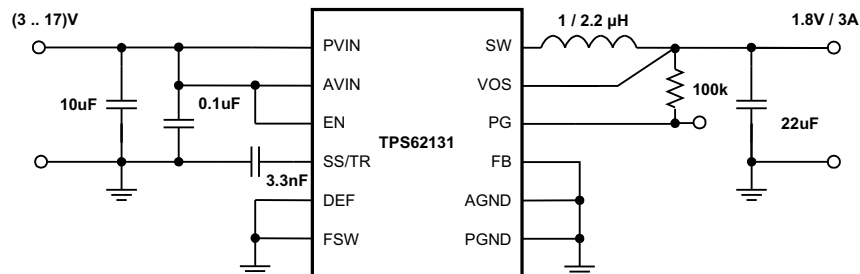 (3 .. 17)V
1 / 2.2 µH
1.8V / 3A
PVIN
SW
AVIN
VOS
10uF
0.1uF
100k
EN
PG
22uF
TPS62131
SS/TR
FB
3.3nF
DEF
AGND
FSW
PGND